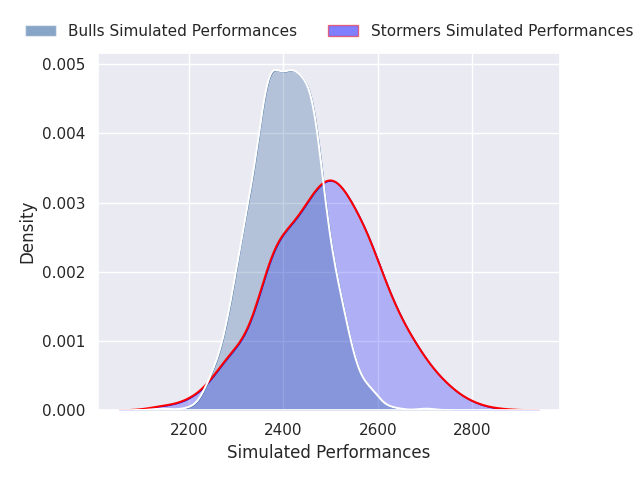 Bulls Simulated Performances
Stormers Simulated Performances
0.005
0.004
0.003
0.002
0.001
0.000
Density
2200
2400
2600
2800
Simulated Performances